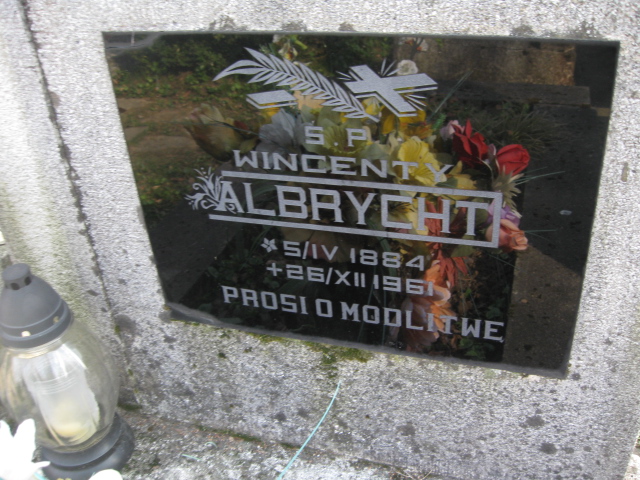 S P
WINCENTY
ALBRYCHT
* 5/IV 1884
+ 26/XII 1961
PROSI O MODLITWĘ